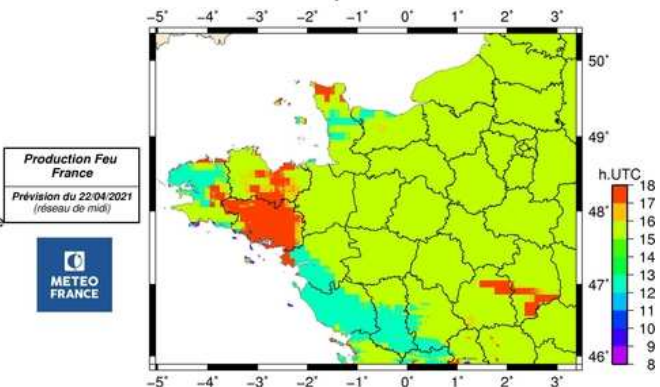 −5˚ −4˚ −3˚ −2˚ −1˚ 0˚ 1˚ 2˚ 3˚
50˚
49˚
48˚
47˚
46˚
Production Feu
France
Prévision du 22/04/2021
(réseau de midi)
METEO
FRANCE
h.UTC
18
17
16
15
14
13
12
11
10
9
8
−5˚ −4˚ −3˚ −2˚ −1˚ 0˚ 1˚ 2˚ 3˚